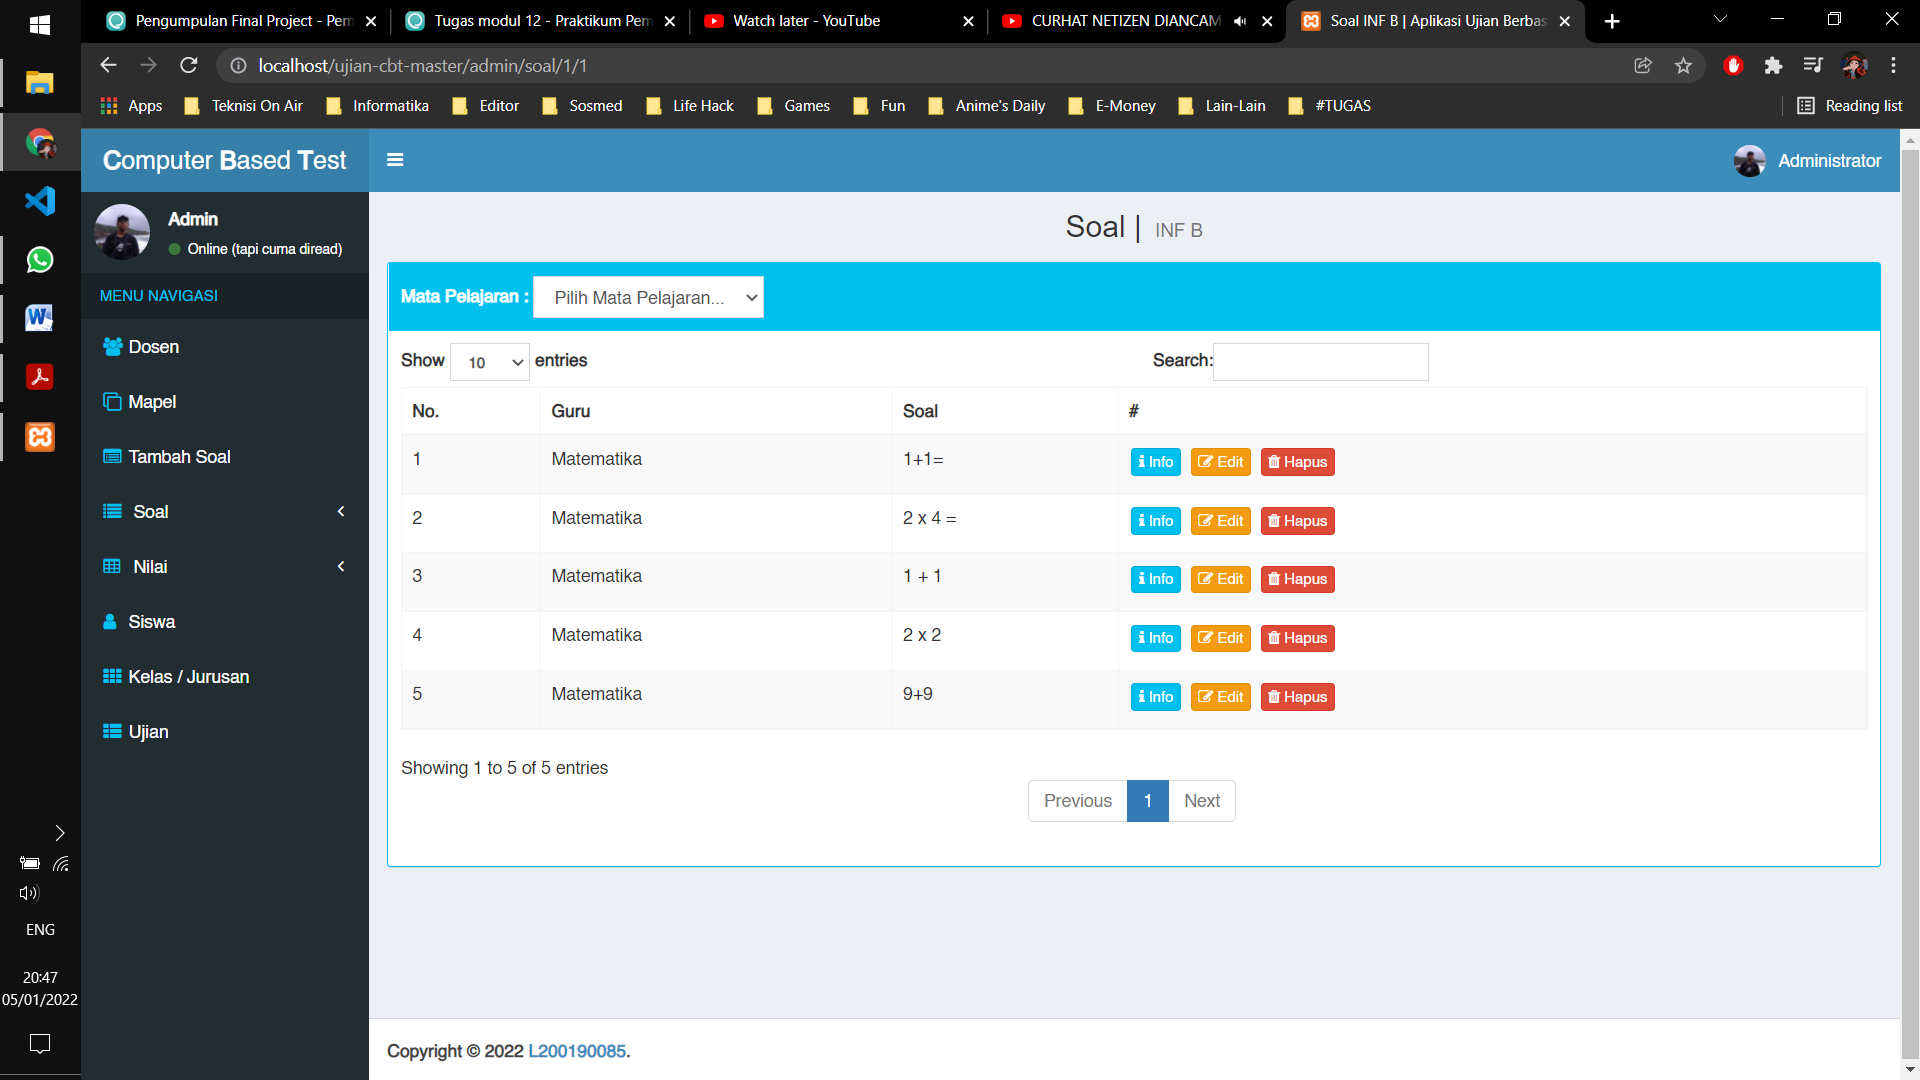 Pengumpulan Final Project - Pem
Tugas modul 12 - Praktikum Pem
Watch later - YouTube
CURHAT NETIZEN DIANCAM
Soal INF B | Aplikasi Ujian Berbas
localhost/ujian-cbt-master/admin/soal/1/1
Apps
Teknisi On Air
Informatika
Editor
Sosmed
Life Hack
Games
Fun
Anime's Daily
E-Money
Lain-Lain
#TUGAS
Reading list
Computer Based Test
Administrator
Admin
Online (tapi cuma diread)
MENU NAVIGASI
Dosen
Mapel
Tambah Soal
Soal
Nilai
Siswa
Kelas / Jurusan
Ujian
Soal | INF B
Mata Pelajaran : Pilih Mata Pelajaran...
Show 10 entries
Search:
No. Guru Soal #
1 Matematika 1+1= Info Edit Hapus
2 Matematika 2 x 4 = Info Edit Hapus
3 Matematika 1 + 1 Info Edit Hapus
4 Matematika 2 x 2 Info Edit Hapus
5 Matematika 9+9 Info Edit Hapus
Showing 1 to 5 of 5 entries
Previous 1 Next
Copyright © 2022 L200190085.
ENG
20:47
05/01/2022